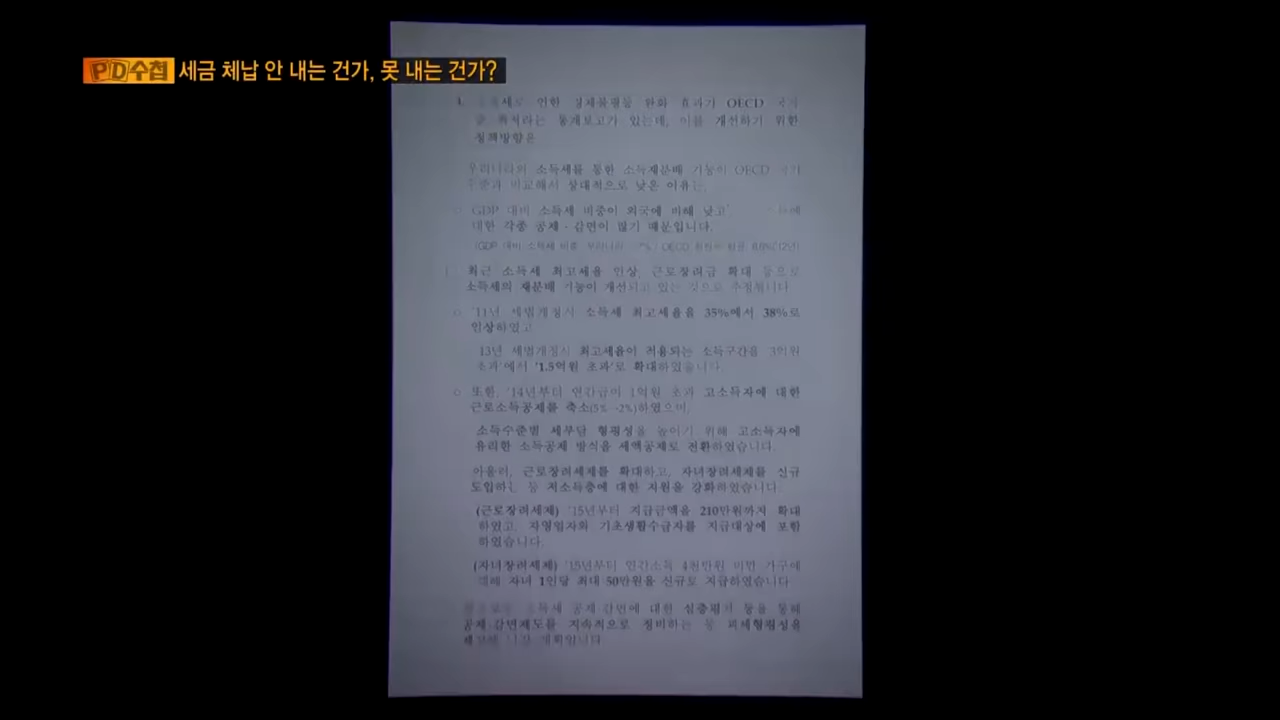 PD수첩 세금 체납 안 내는 건가, 못 내는 건가?
인한 경제불평등 완화 효과가 OECD 국가
통계보고가 있는데, 이를 개선하기 위한
정책방향은
우리나라의 소득세를 통한 소득재분배 기능이 OECD 국가
비교해서 상대적으로 낮은 이유는,
○ GDP 대비 소득세 비중이 외국에 비해 낮고
대한 각종 공제·감면이 많기 때문입니다.
최근 소득세 최고세율 인상, 근로장려금 확대 등으로
소득세의 재분배 기능이 개선되고 있는 것으로
○ '11년 세법개정시 소득세 최고세율을 35%에서 38%로
인상하였고
'13년 세법개정시 최고세율이 적용되는 소득구간을 '3억원
초과'에서 '1.5억원 초과'로 확대하였습니다
○ 또한, '14년부터 연간급여 1억원 초과 고소득자에 대한
근로소득공제를 축소(5%→2%)하였으며,
소득수준별 세부담 형평성을 높이기 위해 고소득자에
유리한 소득공제 방식을 세액공제로 전환하였습니다.
아울러, 근로장려세제를 확대하고, 자녀장려세제를 신규
도입하는 등 저소득층에 대한 지원을 강화하였습니다.
(근로장려세제) '15년부터 지급금액을 210만원까지 확대
하였고, 자영업자와 기초생활수급자를 지급대상에 포함
하였습니다.
(자녀장려세제) '15년부터 연간소득 4천만원 미만 가구에
대해 자녀 1인당 최대 50만원을 신규로 지급하였습니다
소득세 공제·감면에 대한 심층평가 등을 통해
공제·감면제도를 지속적으로 정비하는 등 과세형평성을
계획입니다